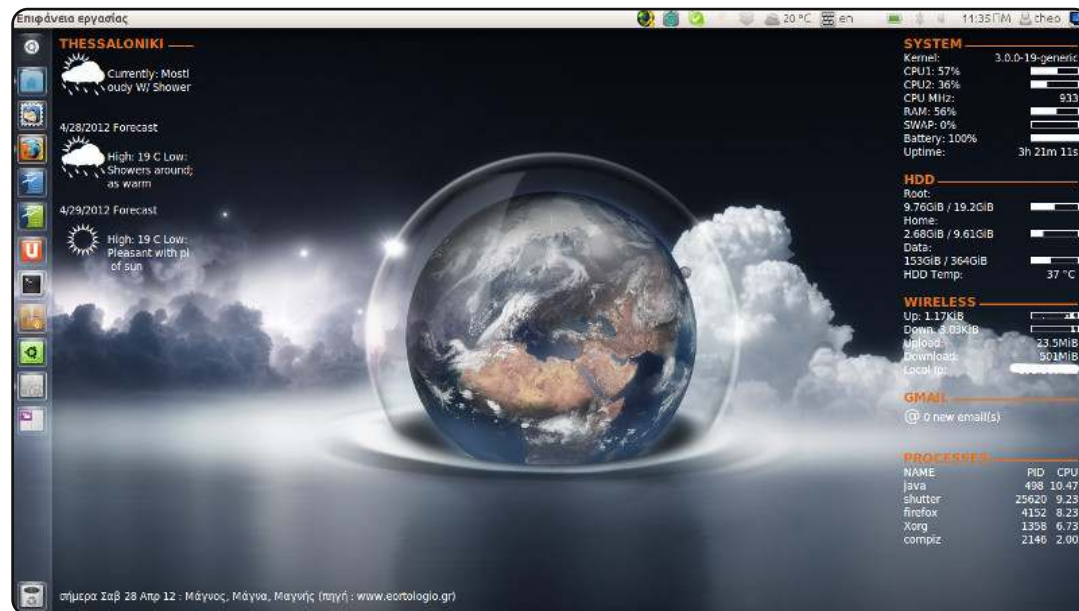 Επιφάνεια εργασίας
20 °C en 11:35 ΠΜ theo
THESSALONIKI
Currently: Mostl
oudy W/ Shower
4/28/2012 Forecast
High: 19 C Low:
Showers around;
as warm
4/29/2012 Forecast
High: 19 C Low:
Pleasant with pl
of sun
SYSTEM
Kernel: 3.0.0-19-generic
CPU1: 57%
CPU2: 36%
CPU MHz: 933
RAM: 56%
SWAP: 0%
Battery: 100%
Uptime: 3h 21m 11s
HDD
Root:
9.76GiB / 19.2GiB
Home:
2.68GiB / 9.61GiB
Data:
153GiB / 364GiB
HDD Temp: 37 °C
WIRELESS
Up: 1.17KiB
Down: 3.03KiB
Upload: 23.5MiB
Download: 501MiB
Local Ip:
GMAIL
@ 0 new email(s)
PROCESSES
NAME PID CPU
java 498 10.47
shutter 25620 9.23
firefox 4152 8.23
Xorg 1358 6.73
compiz 2146 2.00
σήμερα Σαβ 28 Απρ 12 : Μάγνος, Μάγνα, Μαγνής (πηγή : www.eortologio.gr)